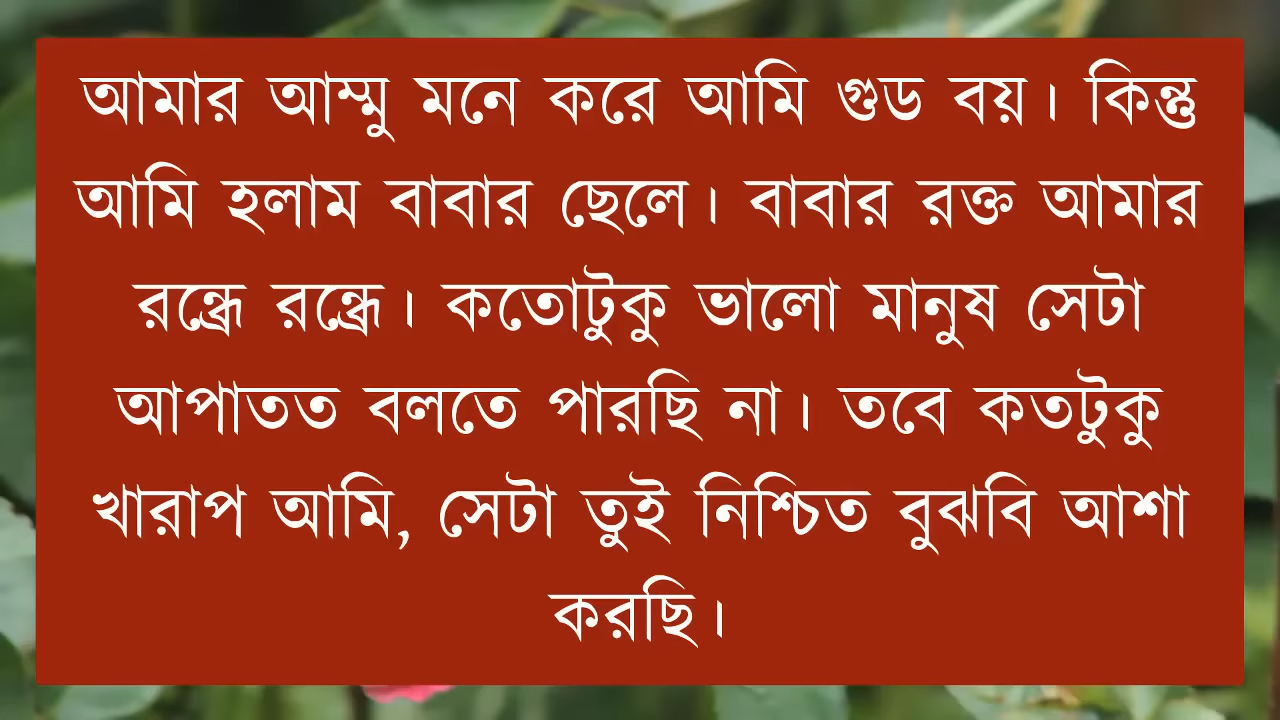 আমার আম্মু মনে করে আমি গুড বয়। কিন্তু
আমি হলাম বাবার ছেলে। বাবার রক্ত আমার
রন্ধ্রে রন্ধ্রে। কতোটুকু ভালো মানুষ সেটা
আপাতত বলতে পারছি না। তবে কতটুকু
খারাপ আমি, সেটা তুই নিশ্চিত বুঝবি আশা
করছি।